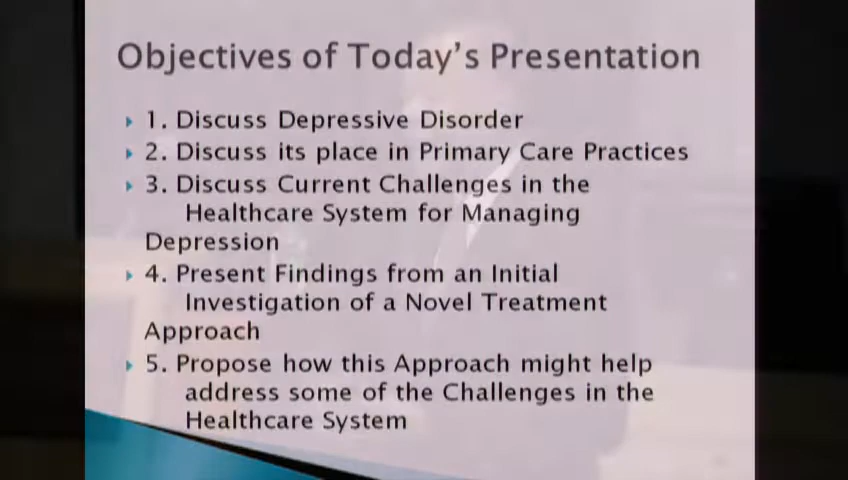 Objectives of Today's Presentation
1. Discuss Depressive Disorder
2. Discuss its place in Primary Care Practices
3. Discuss Current Challenges in the
Healthcare System for Managing
Depression
4. Present Findings from an Initial
Investigation of a Novel Treatment
Approach
5. Propose how this Approach might help
address some of the Challenges in the
Healthcare System